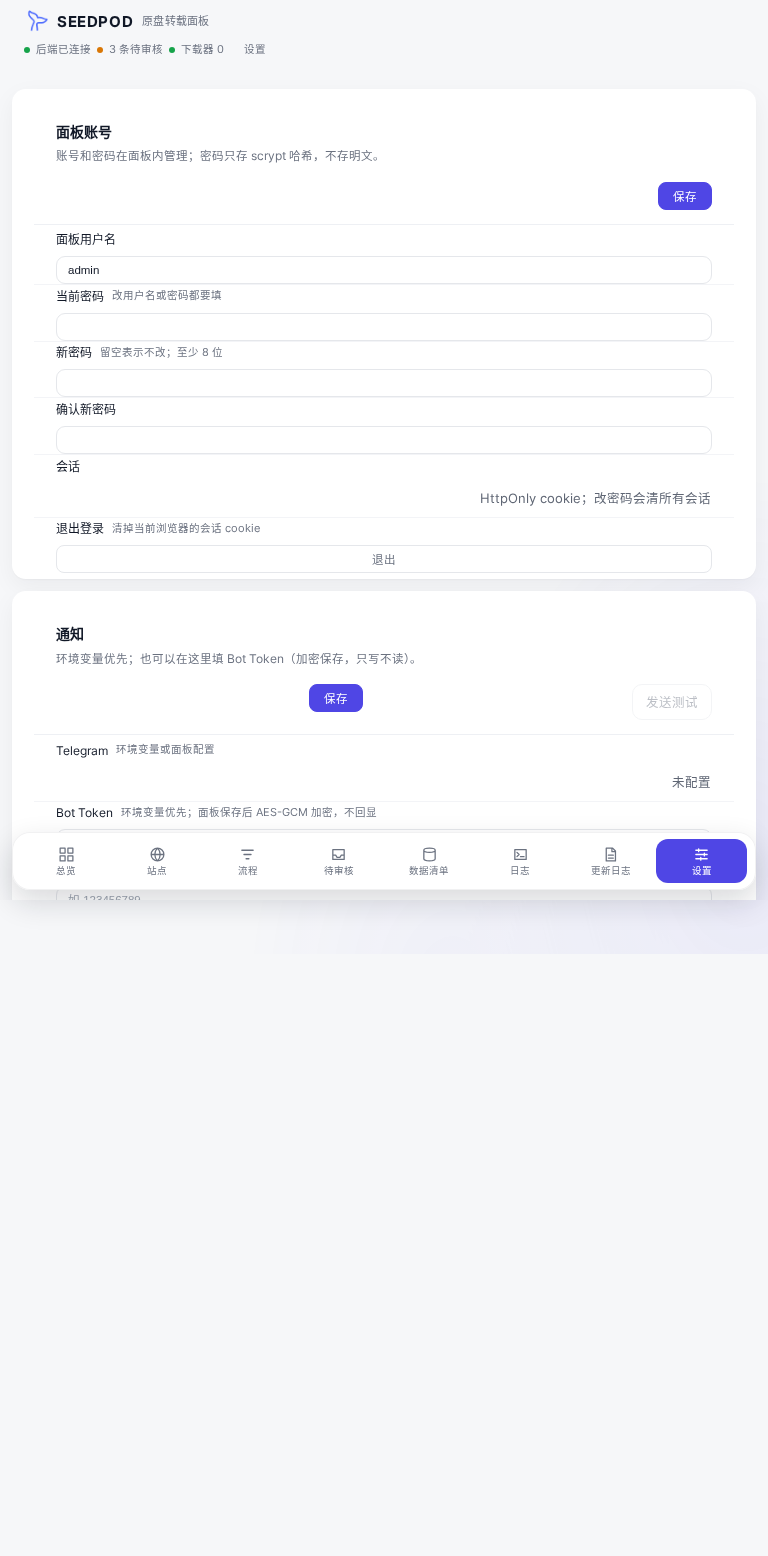 SEEDPOD 原盘转载面板
后端已连接 3 条待审核 下载器 0 设置
面板账号
账号和密码在面板内管理；密码只存 scrypt 哈希，不存明文。
保存
面板用户名
admin
当前密码 改用户名或密码都要填
新密码 留空表示不改；至少 8 位
确认新密码
会话
HttpOnly cookie；改密码会清所有会话
退出登录 清掉当前浏览器的会话 cookie
退出
通知
环境变量优先；也可以在这里填 Bot Token（加密保存，只写不读）。
保存 发送测试
Telegram 环境变量或面板配置
未配置
Bot Token 环境变量优先；面板保存后 AES-GCM 加密，不回显
总览 站点 流程 待审核 数据清单 日志 更新日志 设置
如 123456789